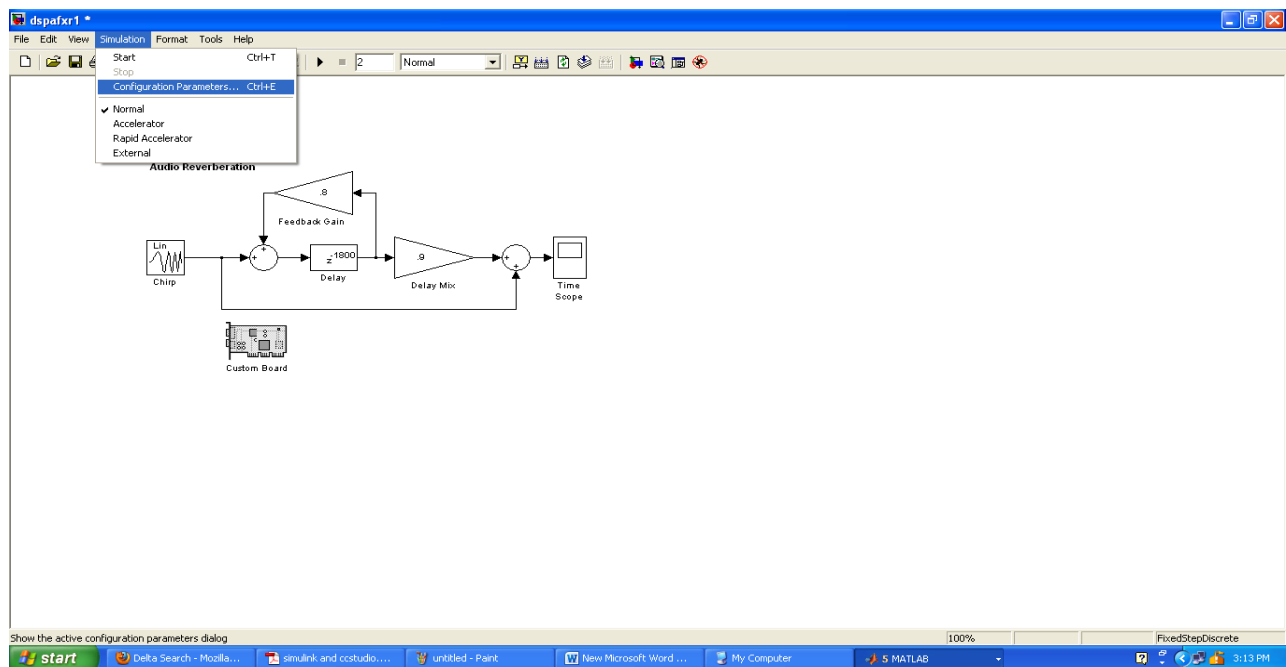 dspafxr1 *
File Edit View Simulation Format Tools Help
2 Normal
Start Ctrl+T
Stop
Configuration Parameters... Ctrl+E
Normal
Accelerator
Rapid Accelerator
External
Audio Reverberation
.8
Feedback Gain
Lin
Chirp
+
+
z-1800
Delay
.9
Delay Mix
+
+
Time
Scope
Custom Board
Show the active configuration parameters dialog 100% FixedStepDiscrete
start Delta Search - Mozilla... simulink and ccstudio.... untitled - Paint New Microsoft Word ... My Computer 5 MATLAB 3:13 PM